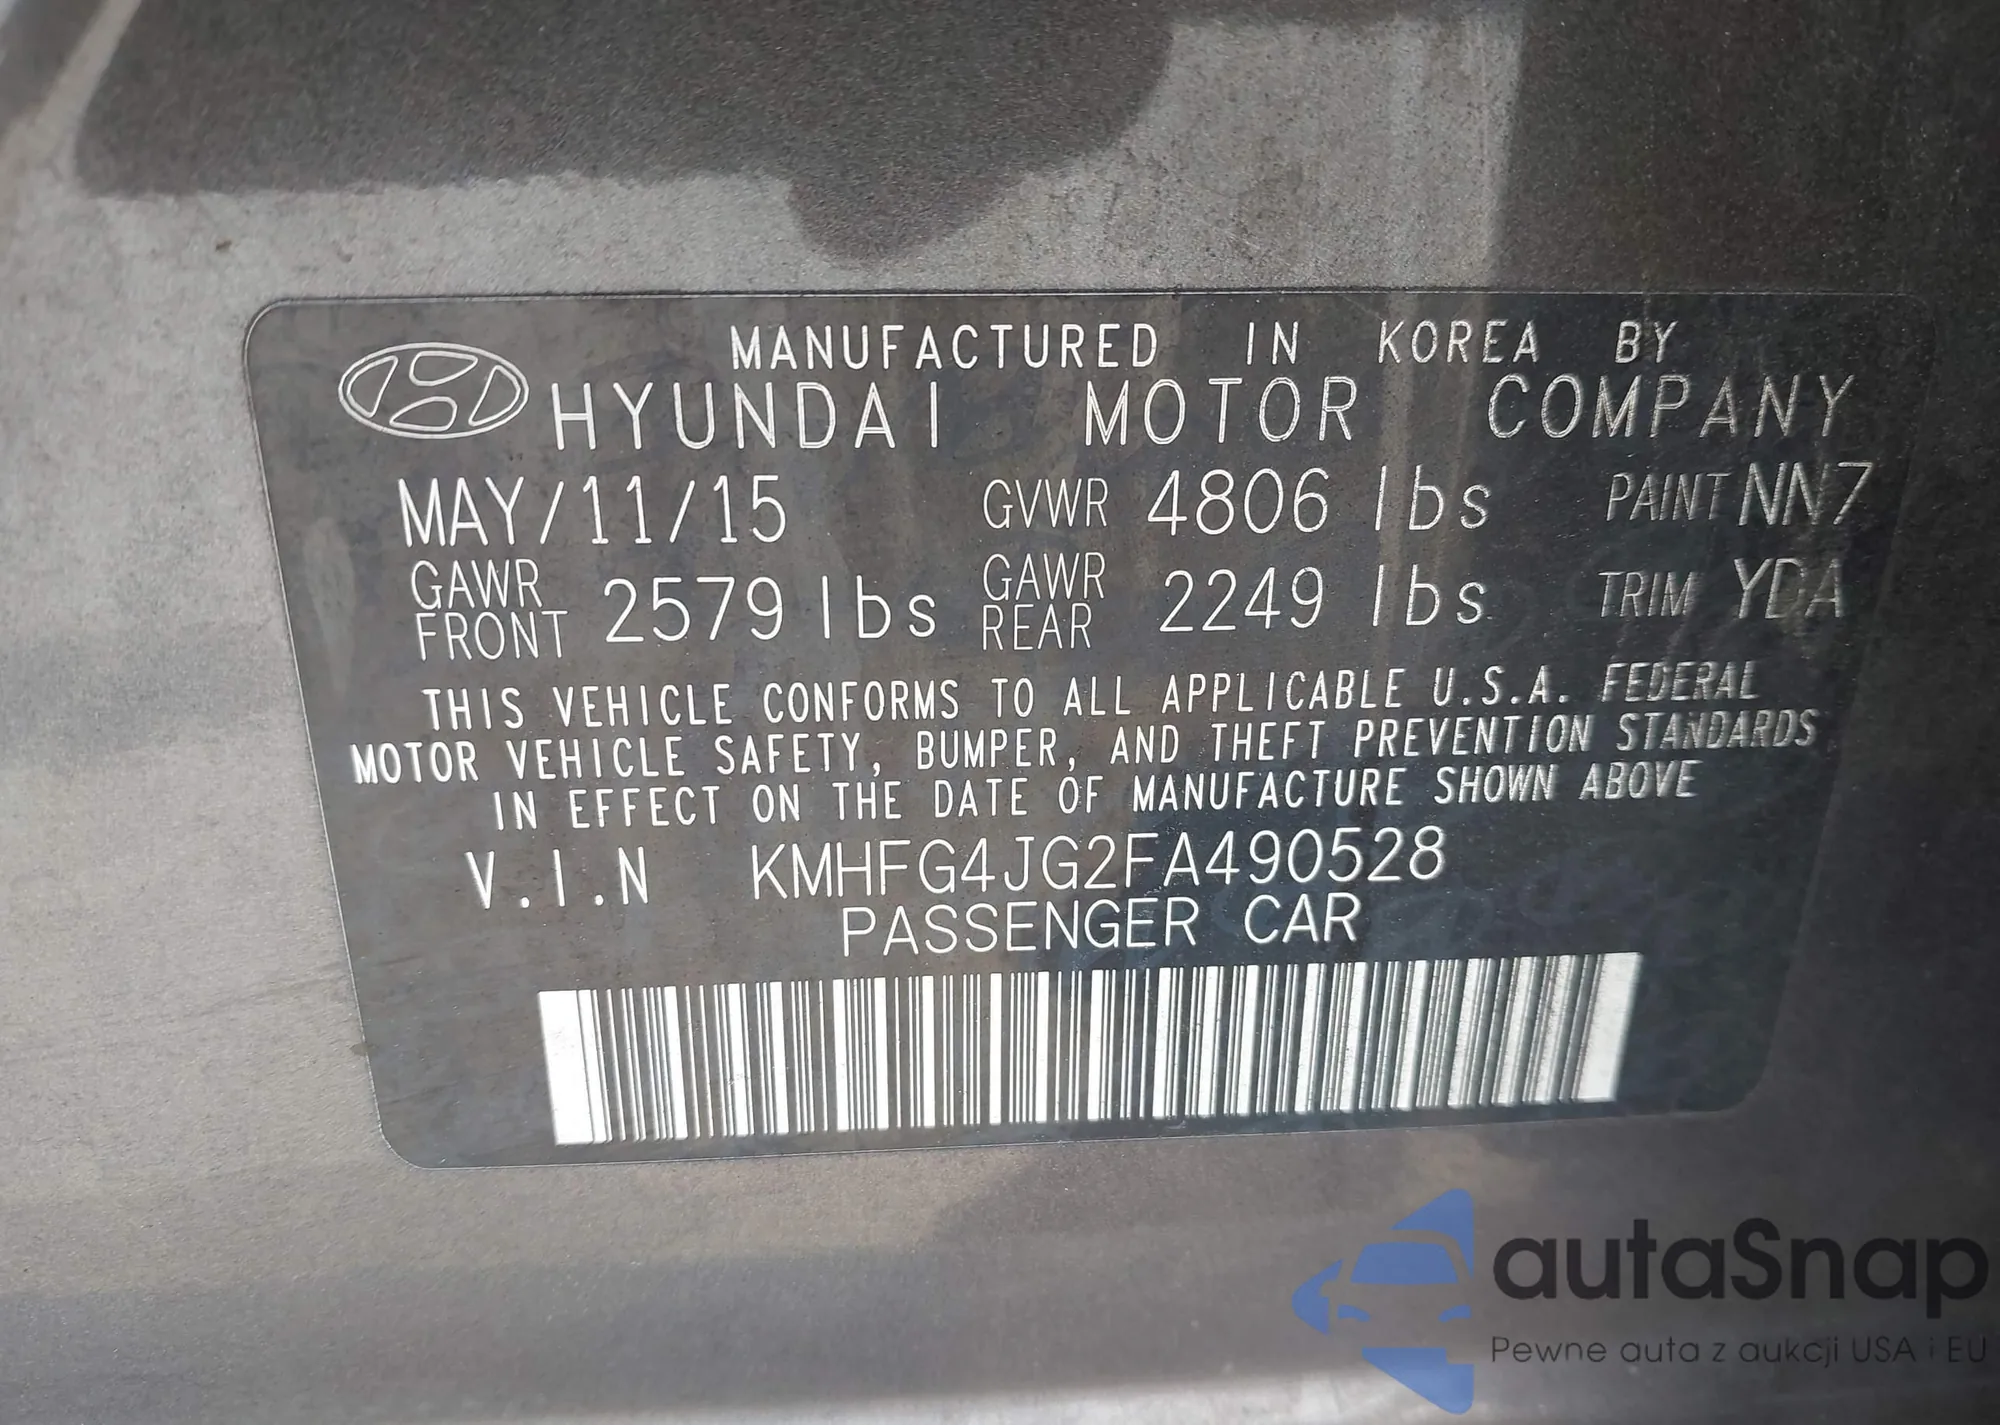 MANUFACTURED IN KOREA BY
HYUNDAI MOTOR COMPANY
MAY/11/15 GVWR 4806 lbs PAINT NN7
GAWR FRONT 2579 lbs GAWR REAR 2249 lbs TRIM YDA
THIS VEHICLE CONFORMS TO ALL APPLICABLE U.S.A. FEDERAL
MOTOR VEHICLE SAFETY, BUMPER, AND THEFT PREVENTION STANDARDS
IN EFFECT ON THE DATE OF MANUFACTURE SHOWN ABOVE
V.I.N KMHFG4JG2FA490528
PASSENGER CAR
autaSnap
Pewne auta z aukcji USA i EU